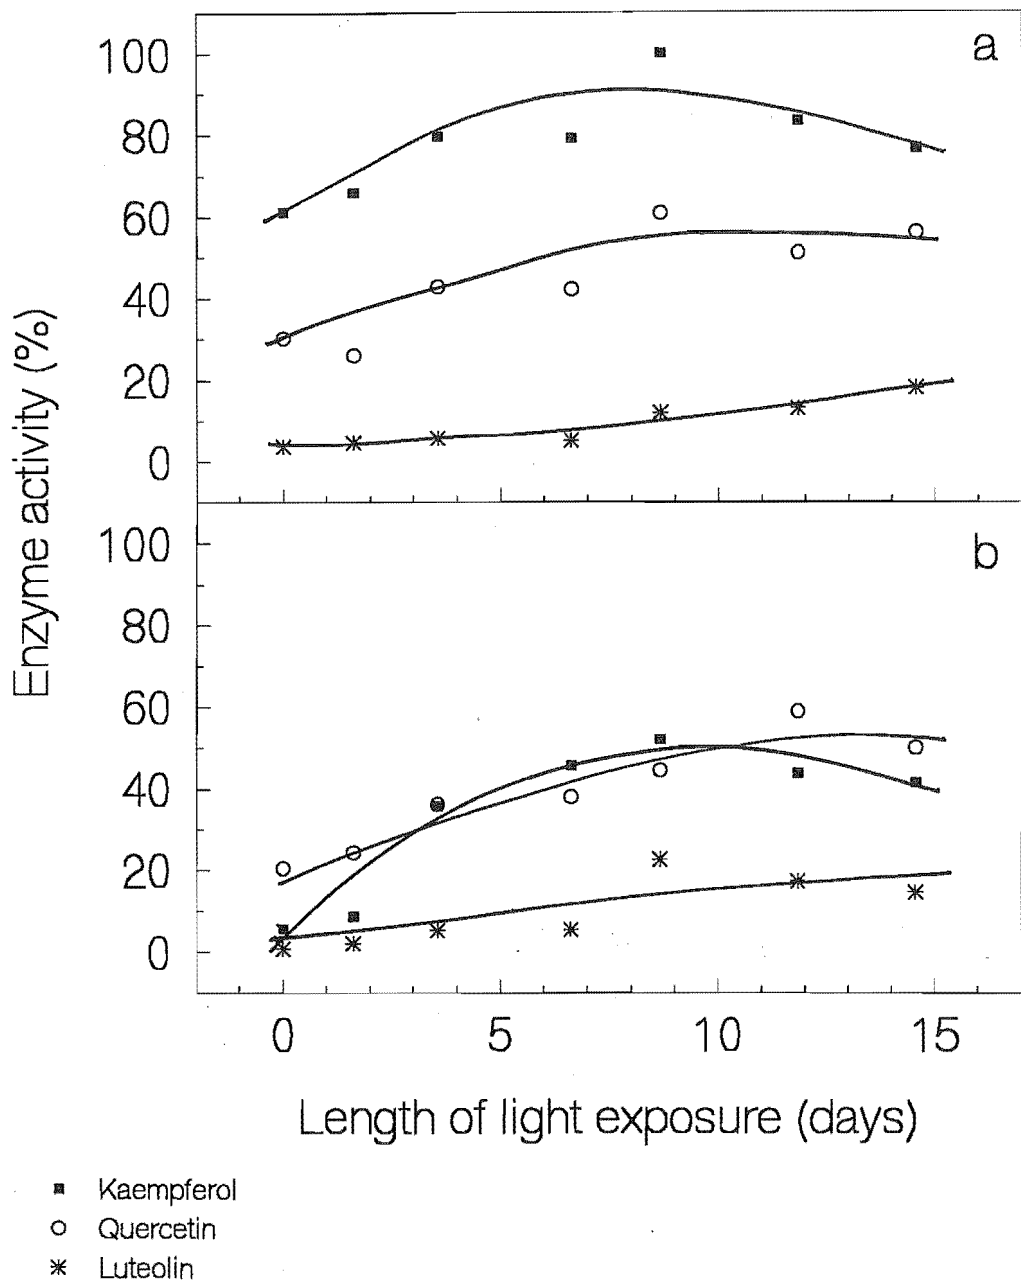 a
100
80
60
40
20
0
Enzyme activity (%)
b
100
80
60
40
20
0
0 5 10 15
Length of light exposure (days)
Kaempferol
Quercetin
Luteolin